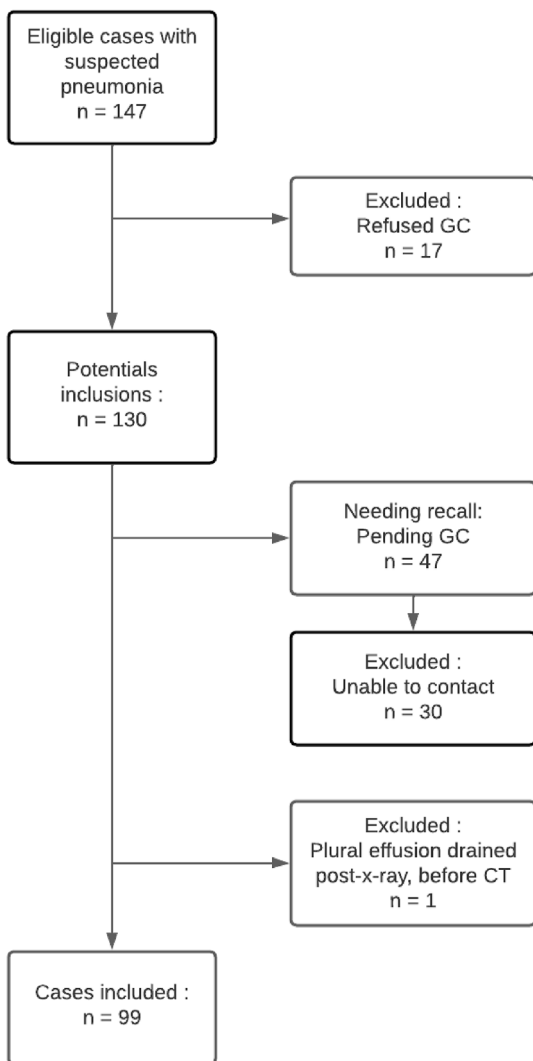 Eligible cases with
suspected
pneumonia
n = 147
Excluded :
Refused GC
n = 17
Potentials
inclusions :
n = 130
Needing recall:
Pending GC
n = 47
Excluded :
Unable to contact
n = 30
Excluded :
Plural effusion drained
post-x-ray, before CT
n = 1
Cases included :
n = 99